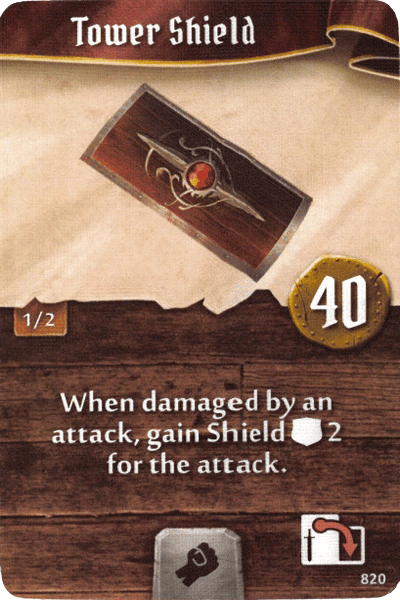 Tower Shield
40
1/2
When damaged by an
attack, gain Shield 2
for the attack.
820